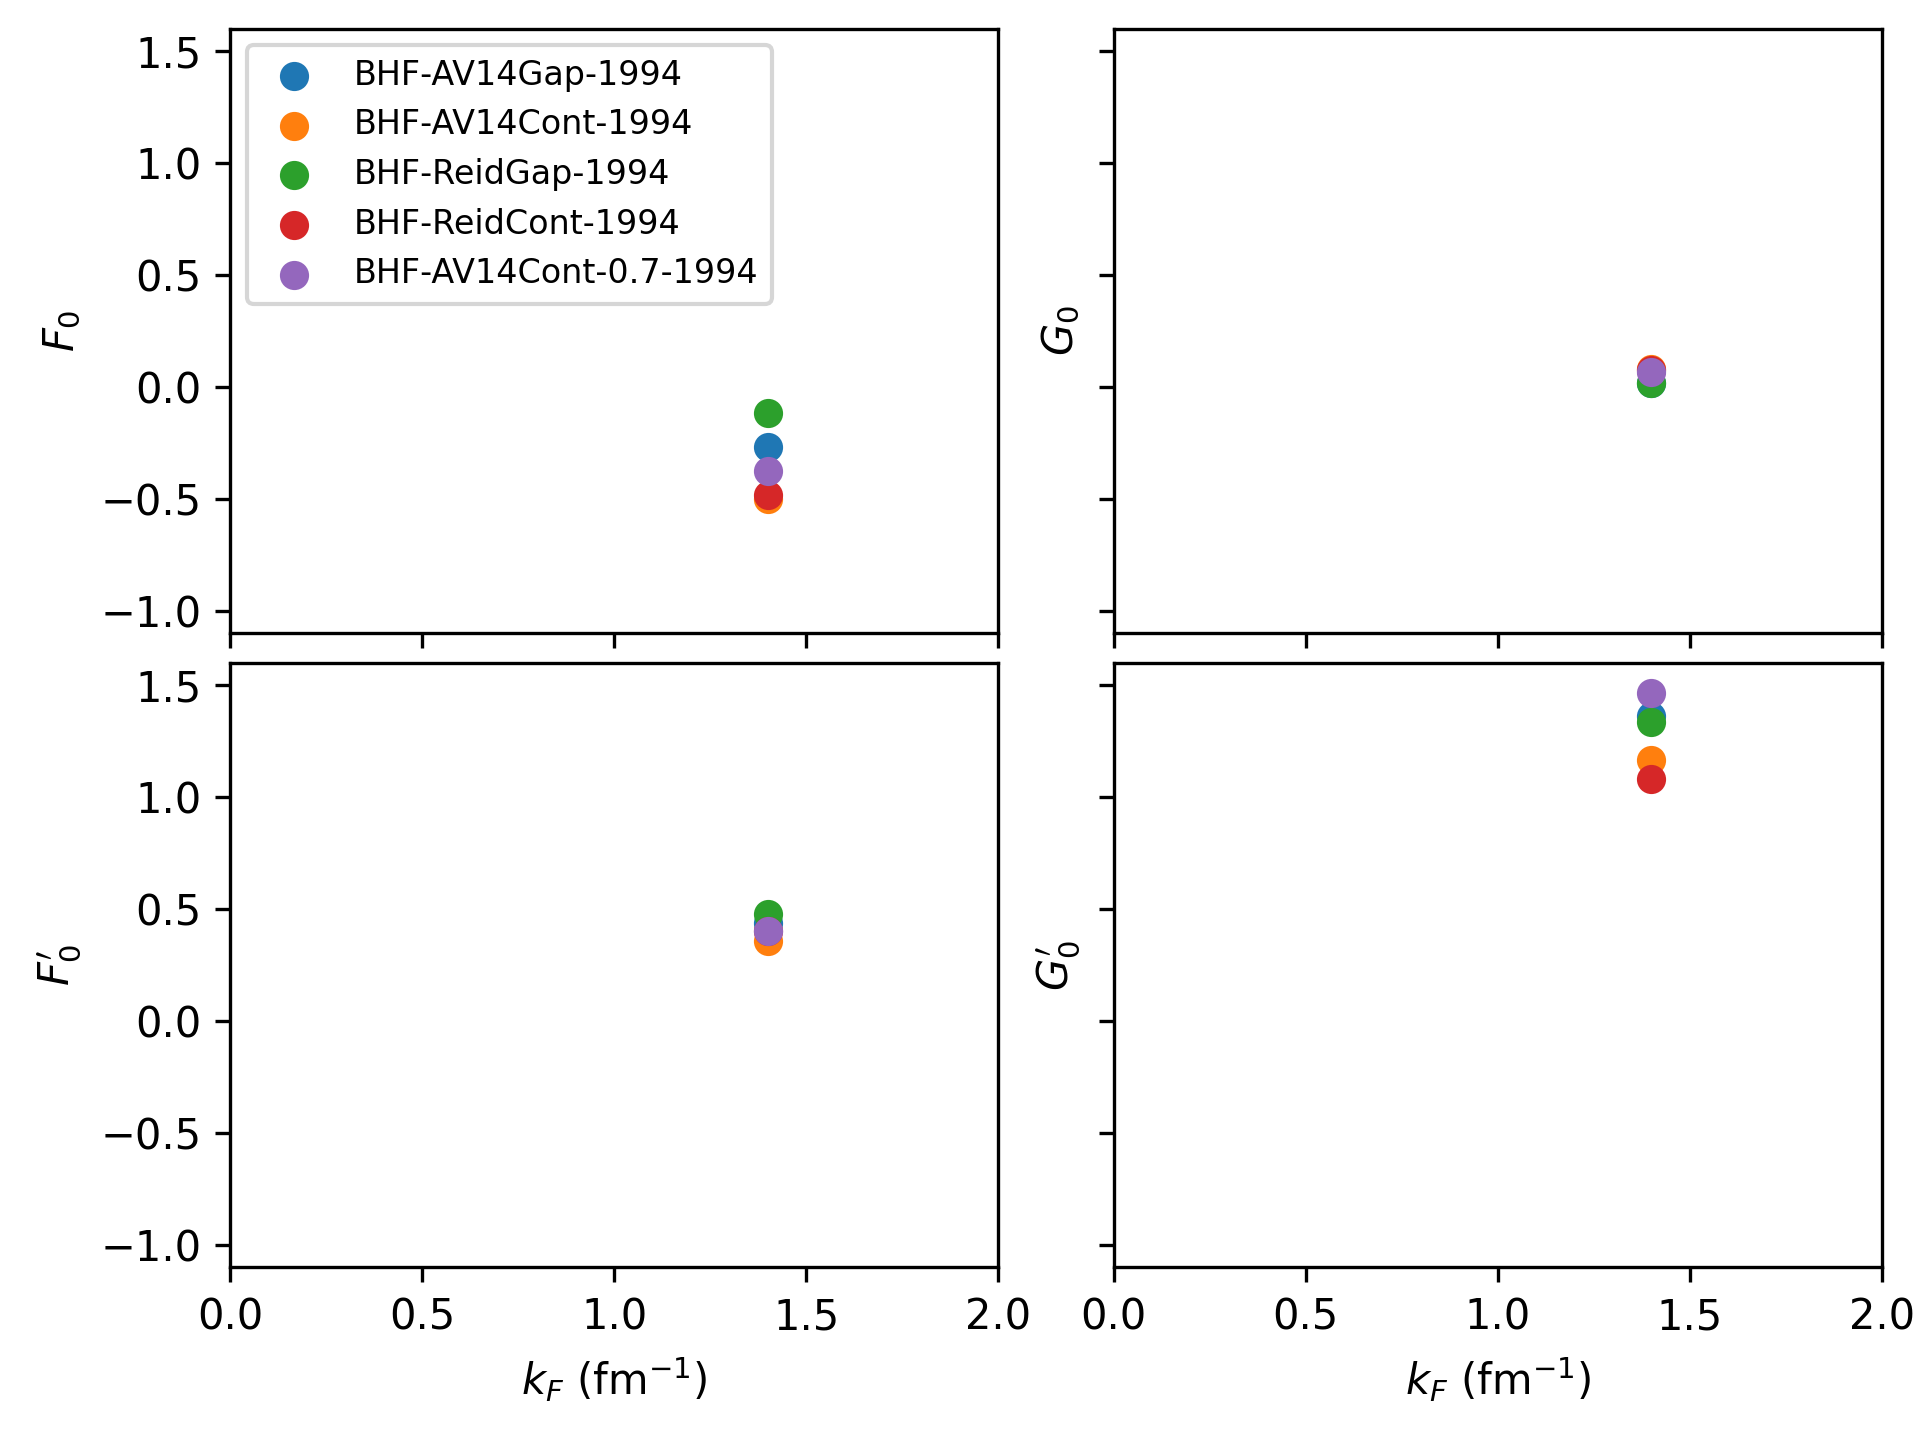 1.5
1.0
0.5
0.0
−0.5
−1.0
F₀
BHF-AV14Gap-1994
BHF-AV14Cont-1994
BHF-ReidGap-1994
BHF-ReidCont-1994
BHF-AV14Cont-0.7-1994
G₀
1.5
1.0
0.5
0.0
−0.5
−1.0
F′₀
G′₀
0.0 0.5 1.0 1.5 2.0
0.0 0.5 1.0 1.5 2.0
k_F (fm⁻¹)
k_F (fm⁻¹)